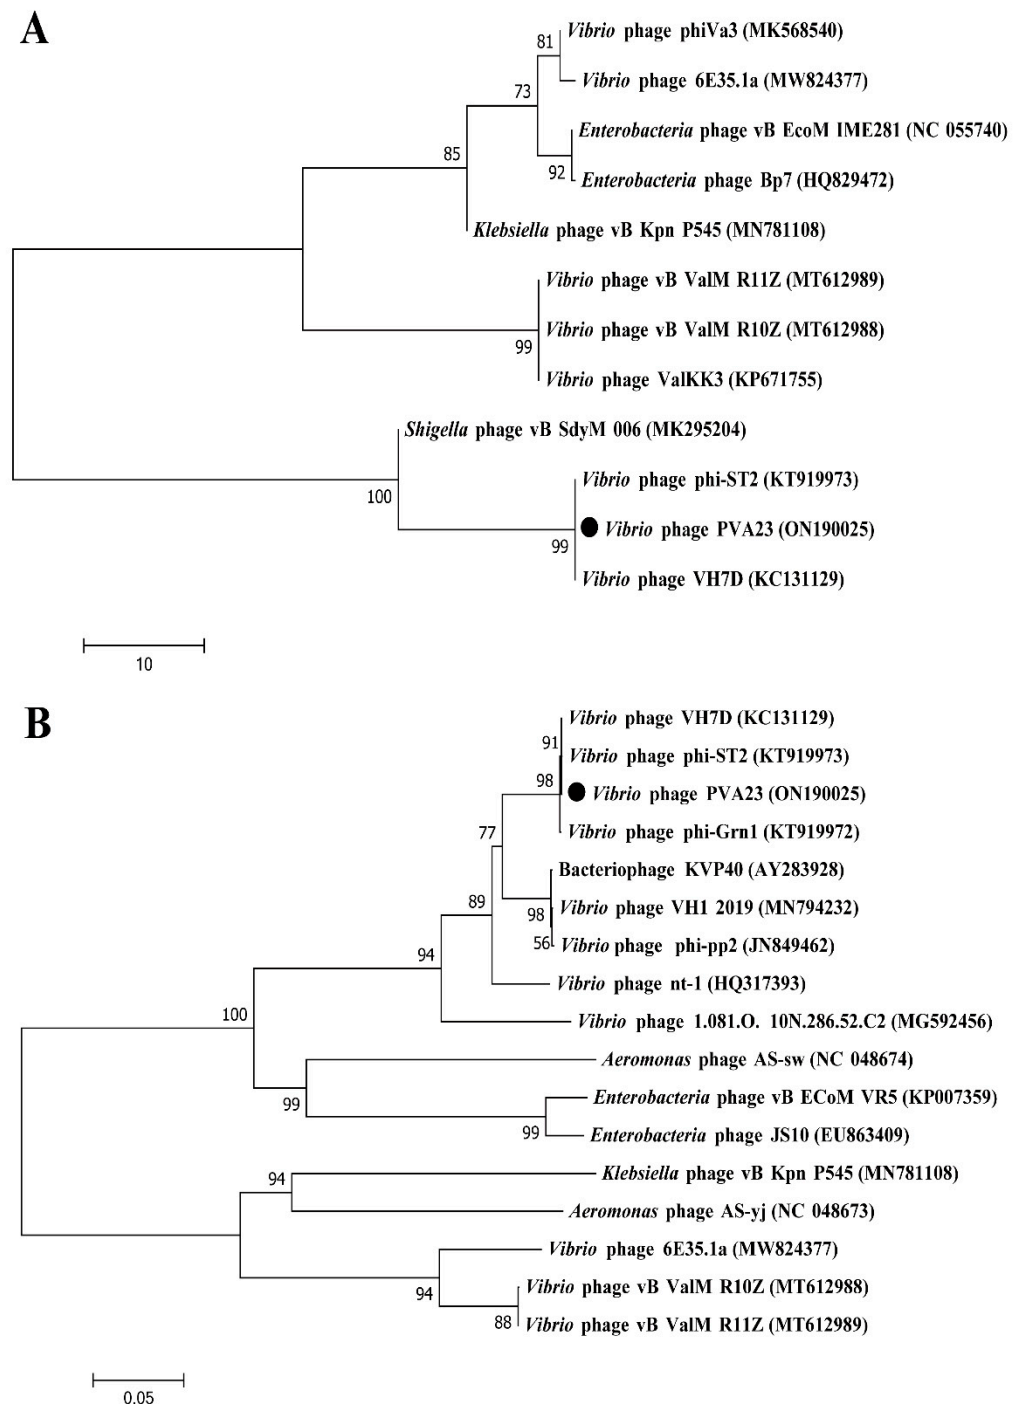 A
Vibrio phage phiVa3 (MK568540)
81
Vibrio phage 6E35.1a (MW824377)
73
Enterobacteria phage vB EcoM IME281 (NC 055740)
85
92
Enterobacteria phage Bp7 (HQ829472)
Klebsiella phage vB Kpn P545 (MN781108)
Vibrio phage vB ValM R11Z (MT612989)
Vibrio phage vB ValM R10Z (MT612988)
99
Vibrio phage ValKK3 (KP671755)
Shigella phage vB SdyM 006 (MK295204)
Vibrio phage phi-ST2 (KT919973)
100
Vibrio phage PVA23 (ON190025)
99
Vibrio phage VH7D (KC131129)
10
B
Vibrio phage VH7D (KC131129)
91
Vibrio phage phi-ST2 (KT919973)
98
Vibrio phage PVA23 (ON190025)
77
Vibrio phage phi-Grn1 (KT919972)
Bacteriophage KVP40 (AY283928)
89
98
Vibrio phage VH1 2019 (MN794232)
56
Vibrio phage phi-pp2 (JN849462)
94
Vibrio phage nt-1 (HQ317393)
100
Vibrio phage 1.081.O. 10N.286.52.C2 (MG592456)
Aeromonas phage AS-sw (NC 048674)
99
Enterobacteria phage vB ECoM VR5 (KP007359)
99
Enterobacteria phage JS10 (EU863409)
94
Klebsiella phage vB Kpn P545 (MN781108)
Aeromonas phage AS-yj (NC 048673)
Vibrio phage 6E35.1a (MW824377)
94
Vibrio phage vB ValM R10Z (MT612988)
88
Vibrio phage vB ValM R11Z (MT612989)
0.05